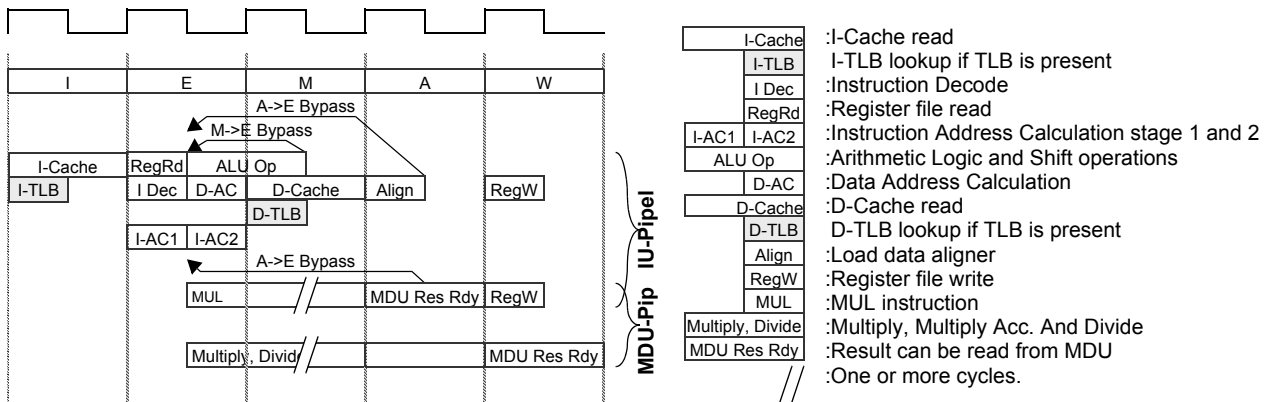 I E M A W
A->E Bypass
M->E Bypass
I-Cache RegRd ALU Op
I-TLB I Dec D-AC D-Cache Align RegW
D-TLB
I-AC1 I-AC2
A->E Bypass
MUL MDU Res Rdy RegW
Multiply, Divide MDU Res Rdy
IU-Pipel
MDU-Pip
I-Cache :I-Cache read
I-TLB I-TLB lookup if TLB is present
I Dec :Instruction Decode
RegRd :Register file read
I-AC1 I-AC2 :Instruction Address Calculation stage 1 and 2
ALU Op :Arithmetic Logic and Shift operations
D-AC :Data Address Calculation
D-Cache :D-Cache read
D-TLB D-TLB lookup if TLB is present
Align :Load data aligner
RegW :Register file write
MUL :MUL instruction
Multiply, Divide :Multiply, Multiply Acc. And Divide
MDU Res Rdy :Result can be read from MDU
:One or more cycles.